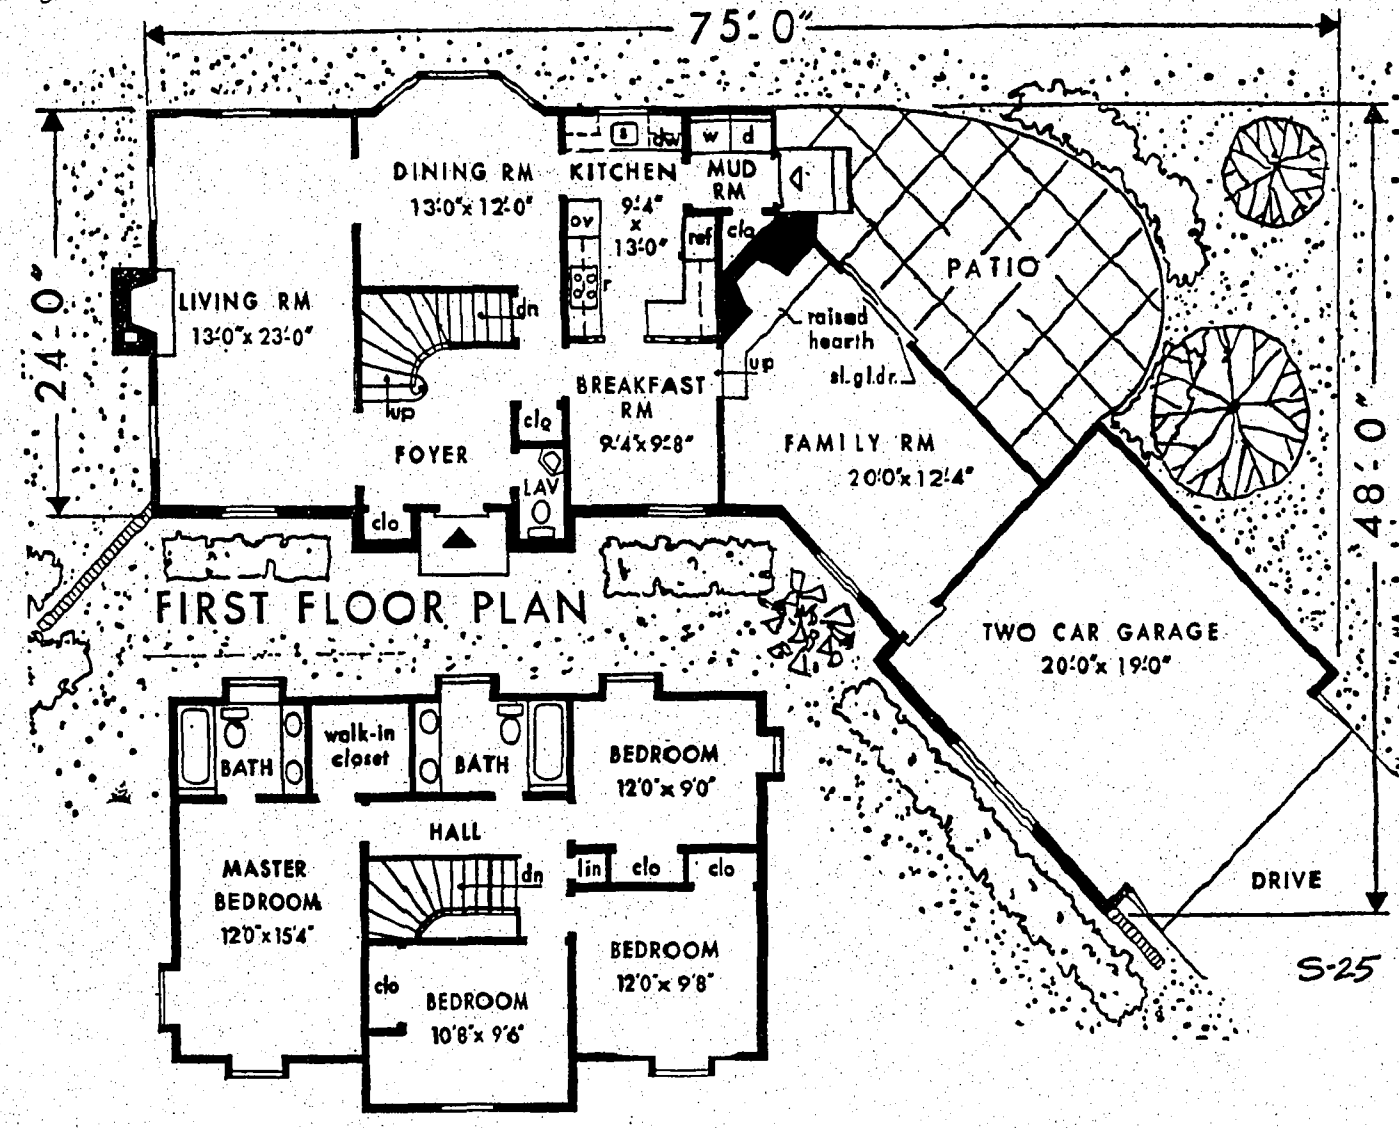 75'-0"
24'-0"
48'-0"
DINING RM
13'-0" x 12'-0"
KITCHEN
9'-4"
x
13'-0"
s
dw
w d
MUD
RM
clo
ov
ref
r
LIVING RM
13'-0" x 23'-0"
dn
up
PATIO
raised
hearth
sl. gl. dr.
up
BREAKFAST
RM
9'-4" x 9'-8"
clo
FOYER
LAV
clo
FAMILY RM
20'-0" x 12'-4"
FIRST FLOOR PLAN
TWO CAR GARAGE
20'-0" x 19'-0"
BATH
walk-in
closet
BATH
BEDROOM
12'0" x 9'0"
HALL
lin
clo
clo
MASTER
BEDROOM
12'0" x 15'4"
dn
BEDROOM
12'0" x 9'8"
clo
BEDROOM
10'8" x 9'6"
DRIVE
S-25